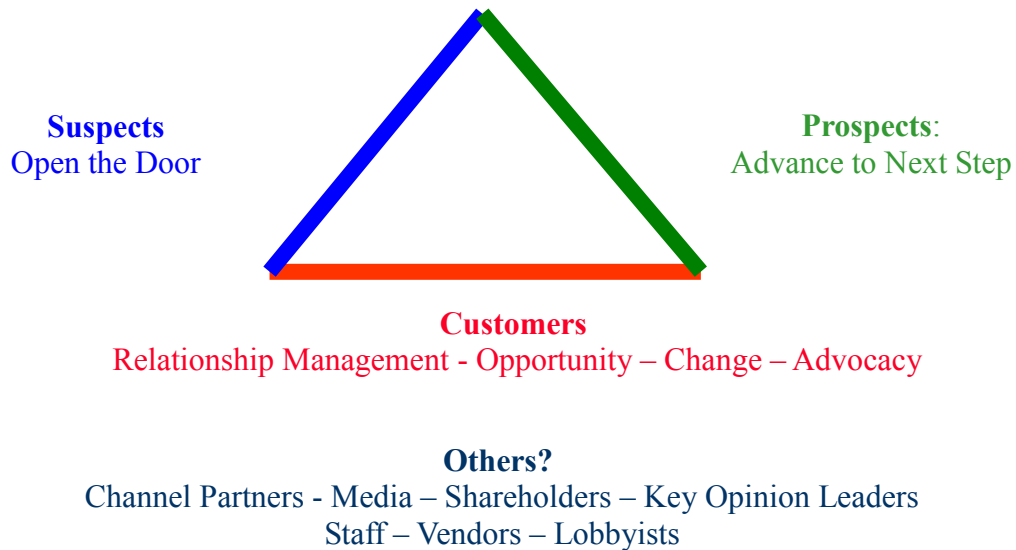 Suspects
Open the Door
Prospects:
Advance to Next Step
Customers
Relationship Management - Opportunity – Change – Advocacy
Others?
Channel Partners - Media – Shareholders – Key Opinion Leaders
Staff – Vendors – Lobbyists